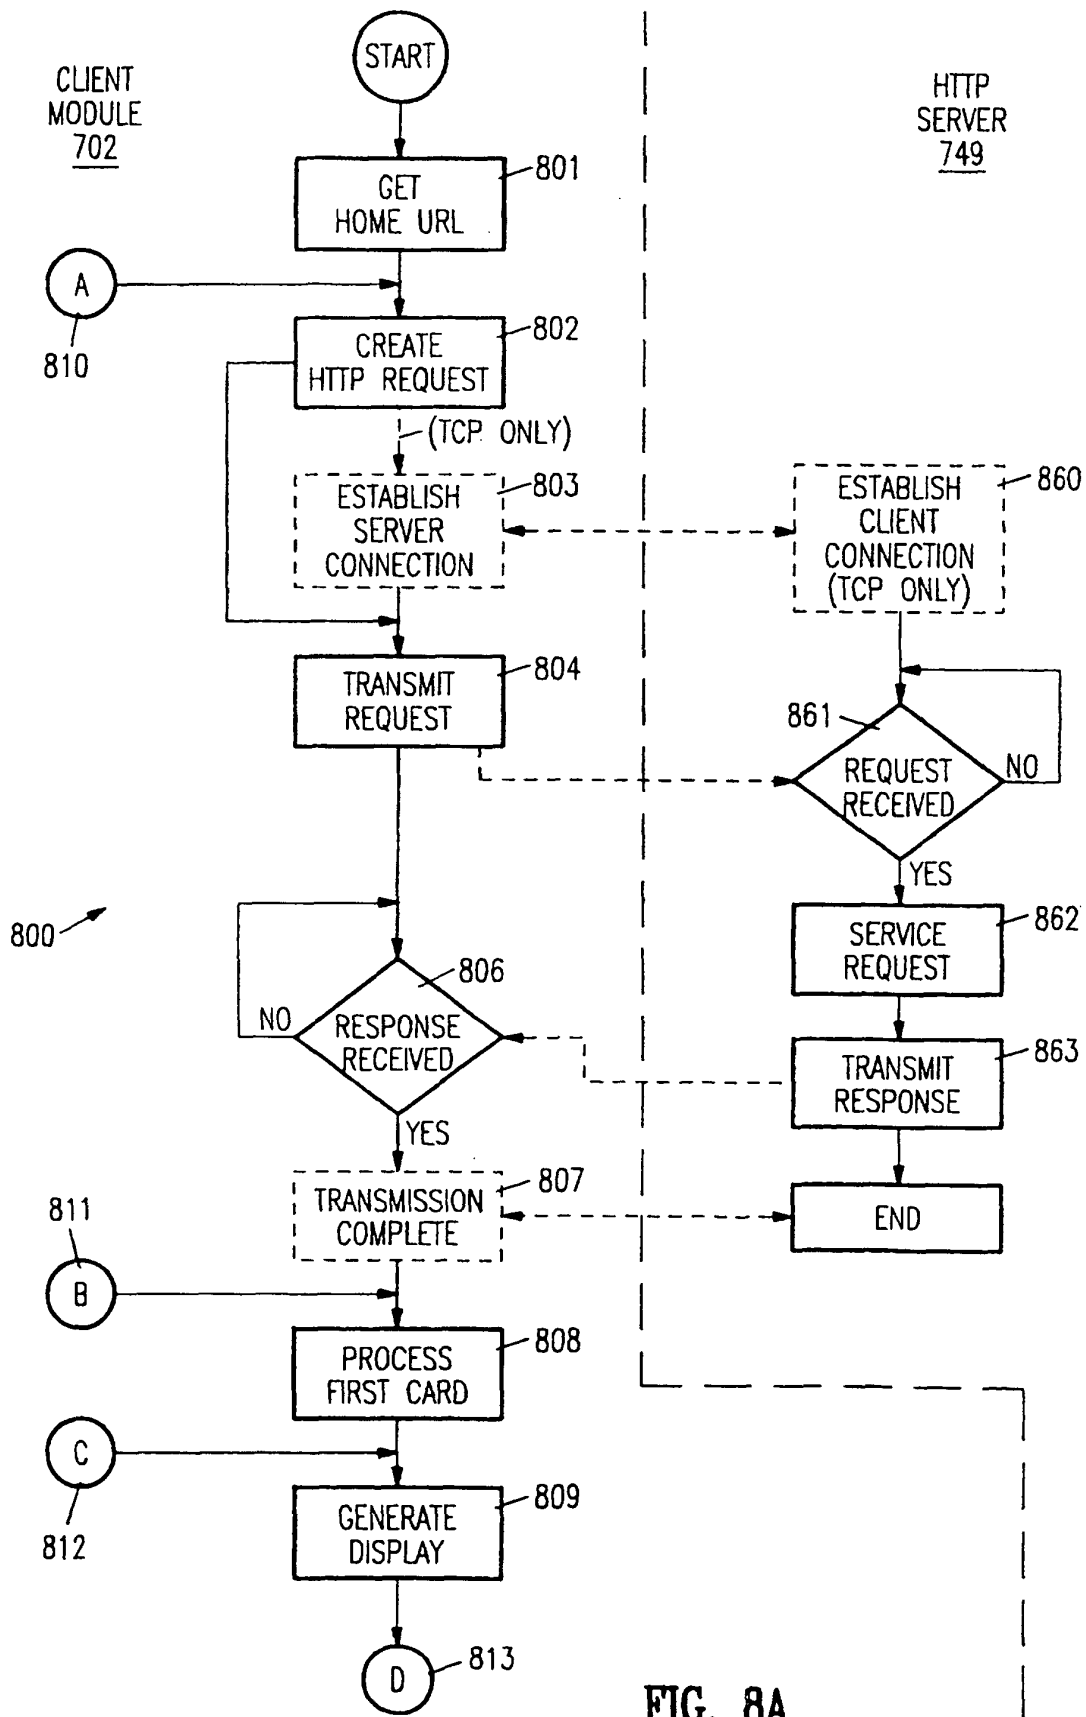 START
CLIENT
MODULE
702
HTTP
SERVER
749
801
GET
HOME URL
A
810
802
CREATE
HTTP REQUEST
(TCP ONLY)
803
ESTABLISH
SERVER
CONNECTION
860
ESTABLISH
CLIENT
CONNECTION
(TCP ONLY)
804
TRANSMIT
REQUEST
861
REQUEST
RECEIVED
NO
YES
800
862
SERVICE
REQUEST
806
RESPONSE
RECEIVED
NO
YES
863
TRANSMIT
RESPONSE
807
TRANSMISSION
COMPLETE
END
811
B
808
PROCESS
FIRST CARD
C
812
809
GENERATE
DISPLAY
D
813
FIG. 8A